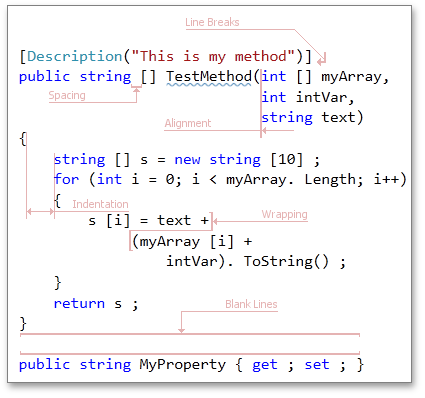 Line Breaks
[Description("This is my method")]
public string [] TestMethod(int [] myArray,
Spacing
int intVar,
string text)
Alignment
{
string [] s = new string [10] ;
for (int i = 0; i < myArray. Length; i++)
{
Indentation
s [i] = text +
Wrapping
(myArray [i] +
intVar). ToString() ;
}
return s ;
Blank Lines
}
public string MyProperty { get ; set ; }